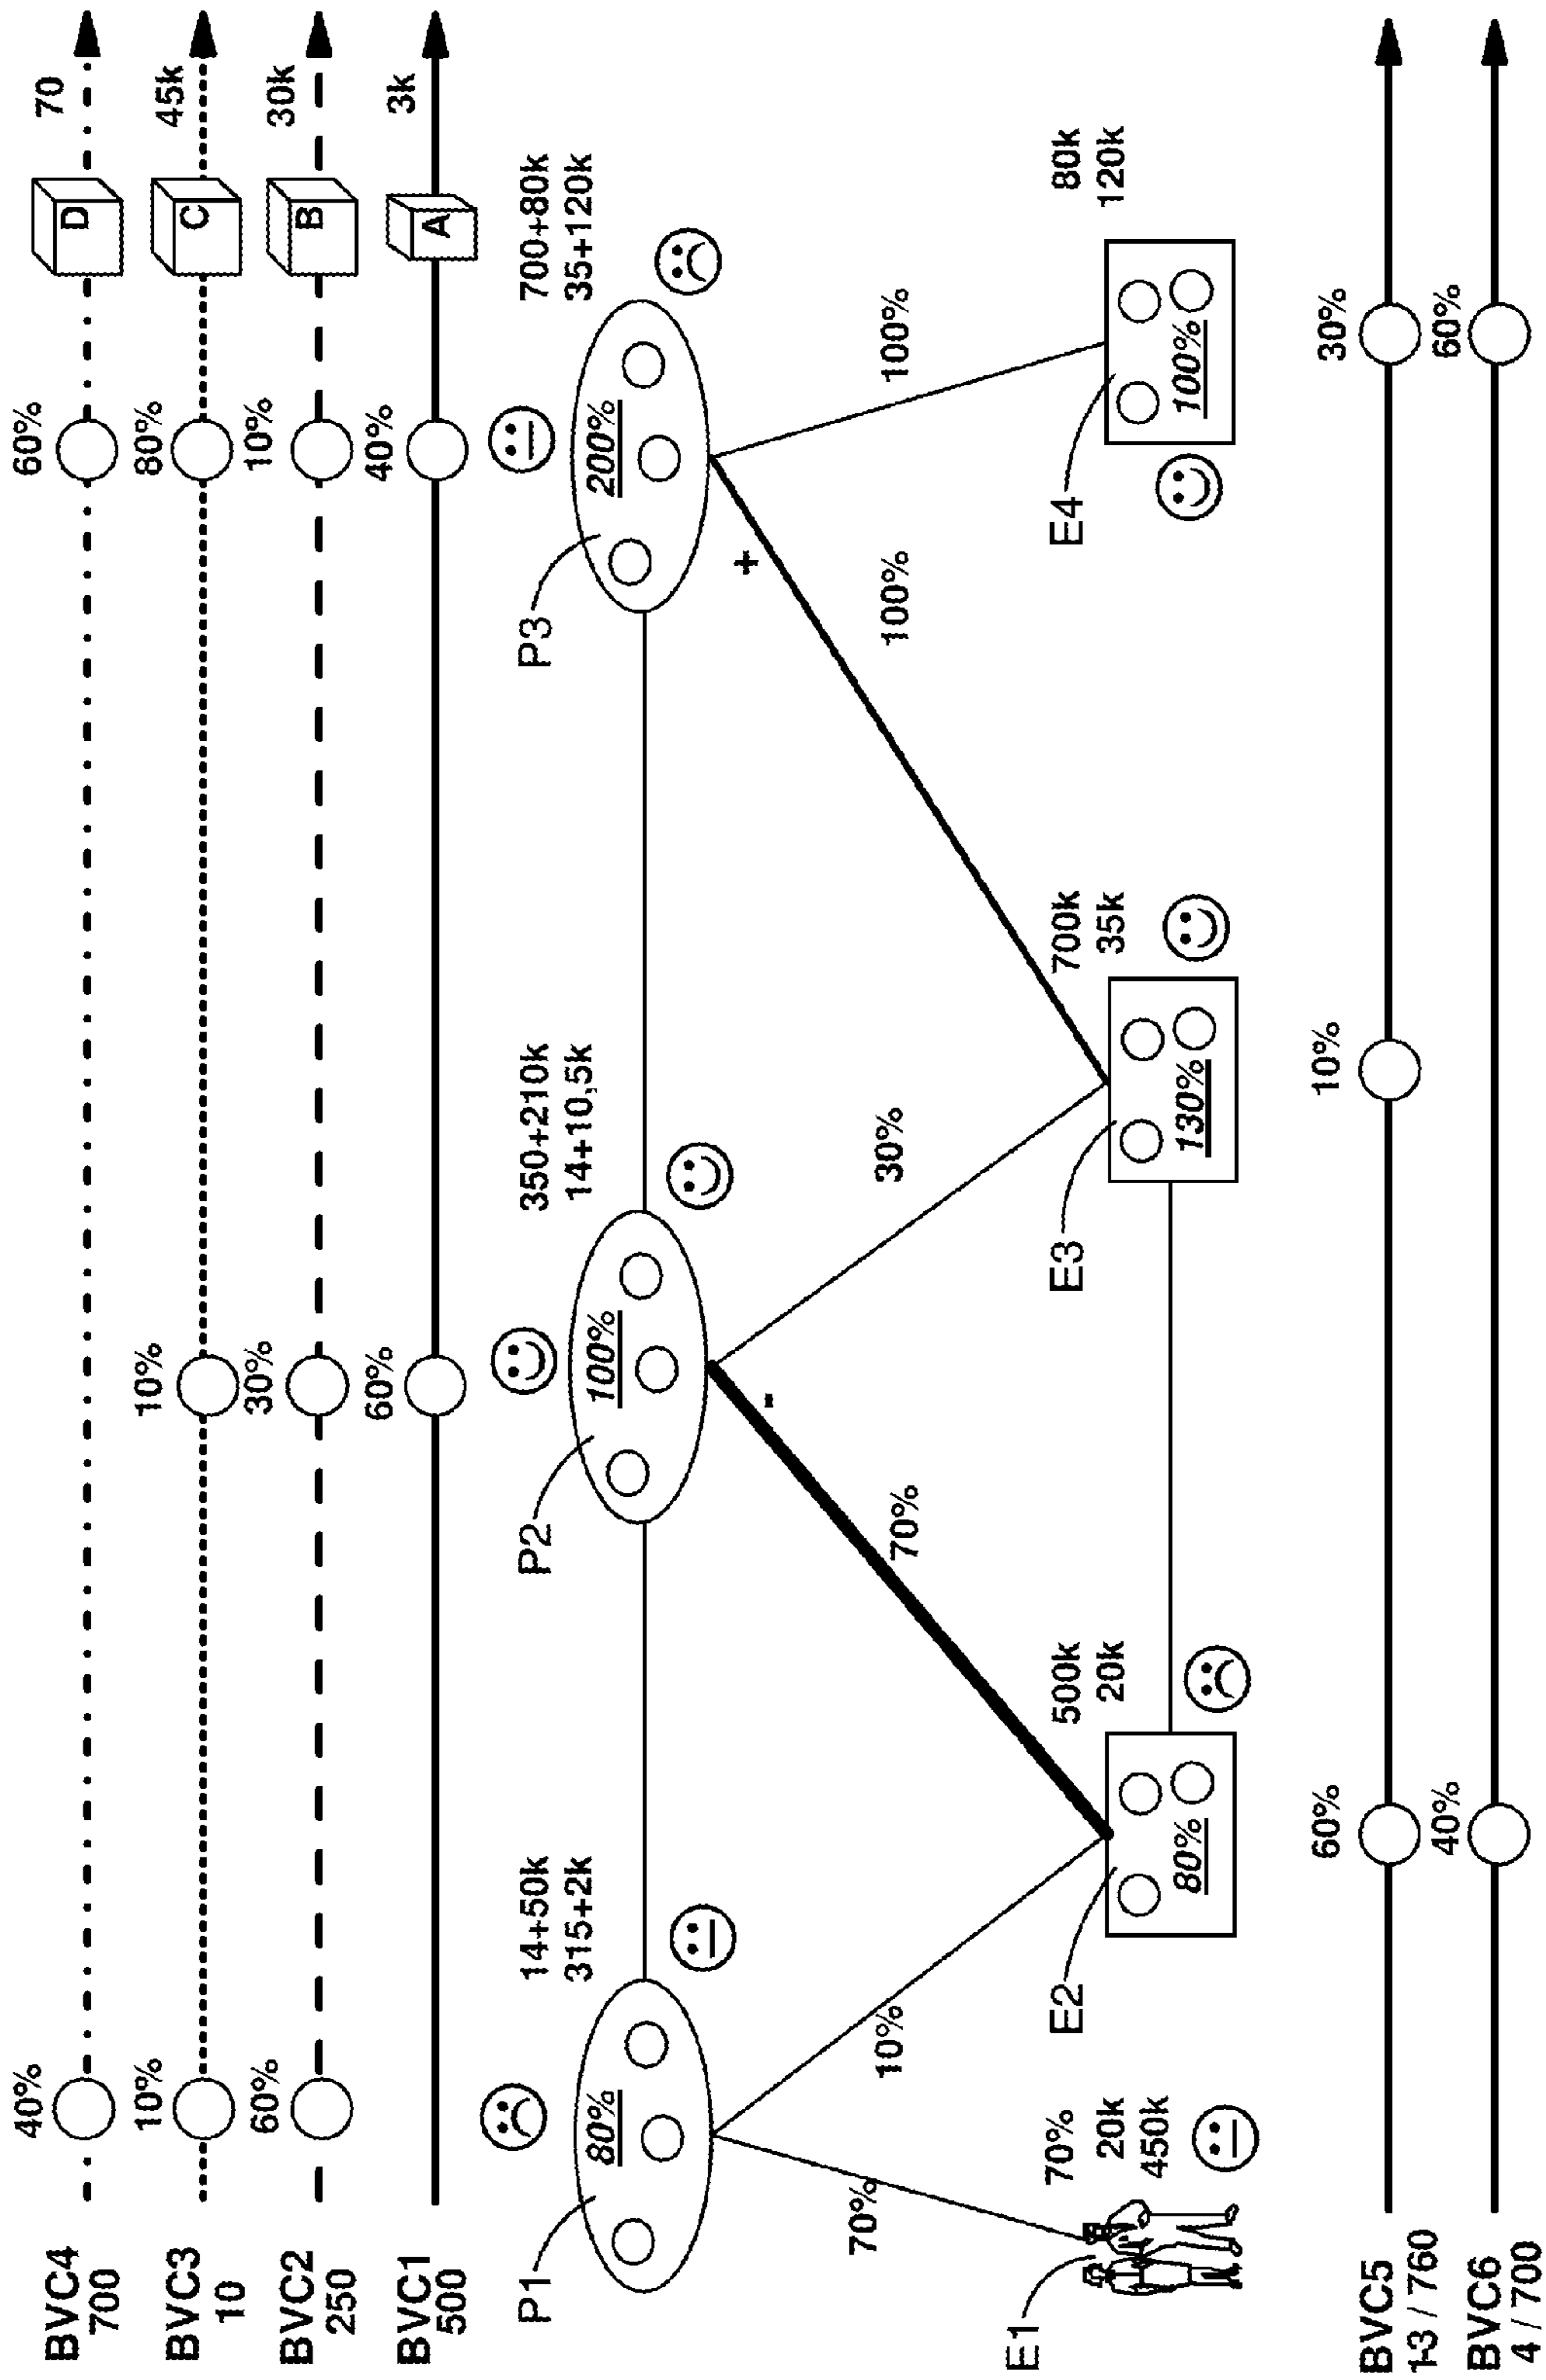 BVC4
700
40%
60%
D
70
BVC3
10
10%
10%
80%
C
45k
BVC2
250
60%
30%
10%
B
30k
BVC1
500
60%
40%
A
3k
P1
80%
14+50k
315+2k
P2
100%
350+210k
14+10,5k
P3
200%
700+80k
35+120k
-
+
70%
10%
70%
30%
100%
100%
E1
70%
20k
450k
E2
80%
500k
20k
E3
130%
700k
35k
E4
100%
80k
120k
BVC5
1-3 / 760
60%
10%
30%
BVC6
4 / 700
40%
60%